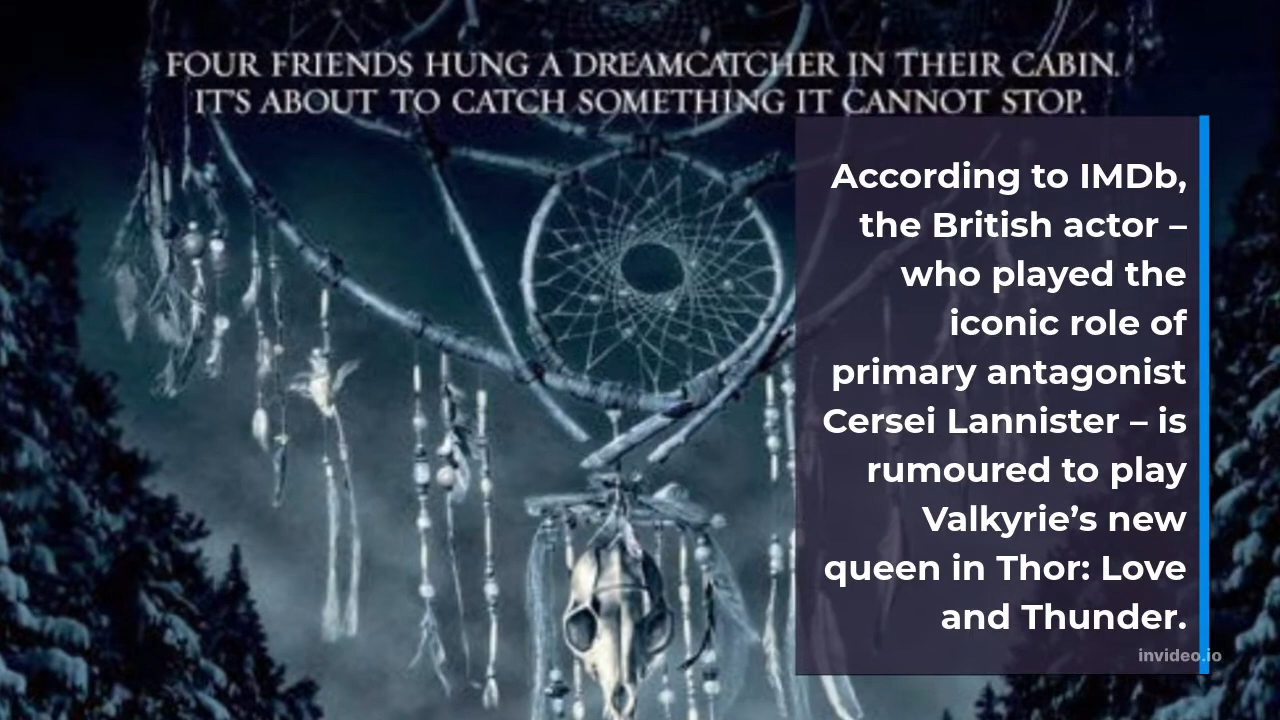 FOUR FRIENDS HUNG A DREAMCATCHER IN THEIR CABIN.
IT'S ABOUT TO CATCH SOMETHING IT CANNOT STOP.
According to IMDb,
the British actor –
who played the
iconic role of
primary antagonist
Cersei Lannister – is
rumoured to play
Valkyrie’s new
queen in Thor: Love
and Thunder.
invideo.io